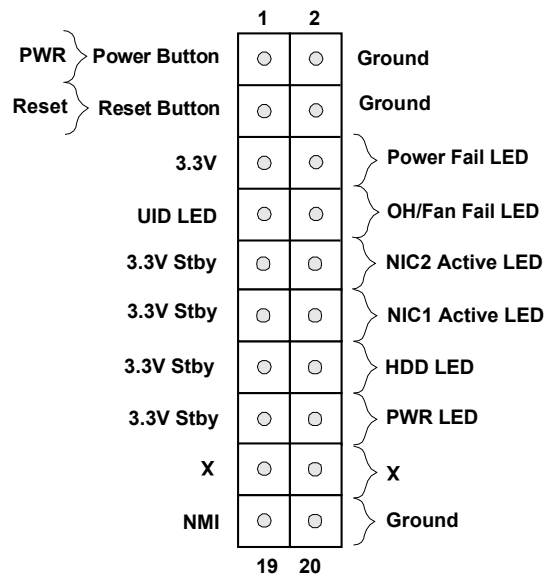 1 2
PWR Power Button Ground
Reset Reset Button Ground
3.3V Power Fail LED
UID LED OH/Fan Fail LED
3.3V Stby NIC2 Active LED
3.3V Stby NIC1 Active LED
3.3V Stby HDD LED
3.3V Stby PWR LED
X X
NMI Ground
19 20